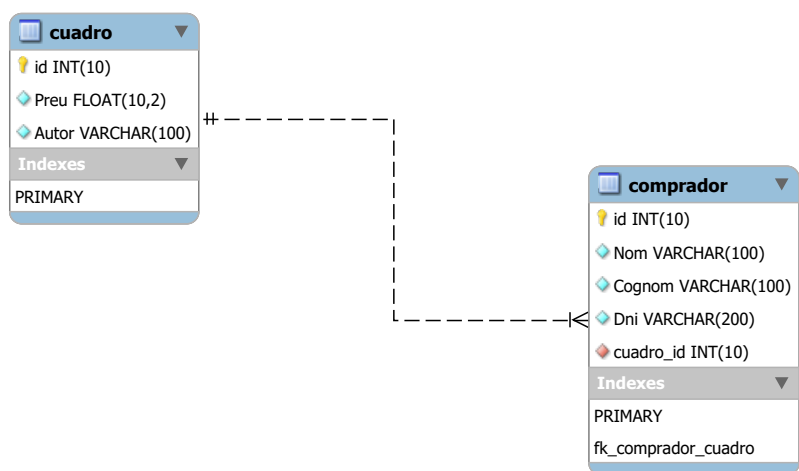 cuadro
id INT(10)
Preu FLOAT(10,2)
Autor VARCHAR(100)
Indexes
PRIMARY
comprador
id INT(10)
Nom VARCHAR(100)
Cognom VARCHAR(100)
Dni VARCHAR(200)
cuadro_id INT(10)
Indexes
PRIMARY
fk_comprador_cuadro